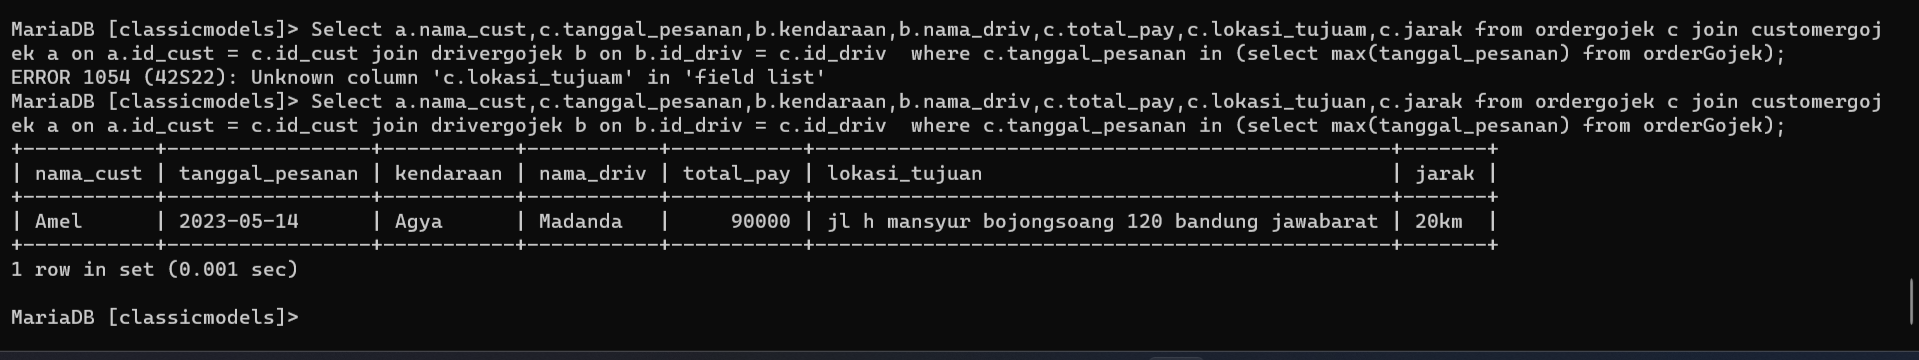 MariaDB [classicmodels]> Select a.nama_cust,c.tanggal_pesanan,b.kendaraan,b.nama_driv,c.total_pay,c.lokasi_tujuam,c.jarak from ordergojek c join customergoj
ek a on a.id_cust = c.id_cust join drivergojek b on b.id_driv = c.id_driv  where c.tanggal_pesanan in (select max(tanggal_pesanan) from orderGojek);
ERROR 1054 (42S22): Unknown column 'c.lokasi_tujuam' in 'field list'
MariaDB [classicmodels]> Select a.nama_cust,c.tanggal_pesanan,b.kendaraan,b.nama_driv,c.total_pay,c.lokasi_tujuan,c.jarak from ordergojek c join customergoj
ek a on a.id_cust = c.id_cust join drivergojek b on b.id_driv = c.id_driv  where c.tanggal_pesanan in (select max(tanggal_pesanan) from orderGojek);
+-----------+-----------------+-----------+-----------+-----------+------------------------------------------------+-------+
| nama_cust | tanggal_pesanan | kendaraan | nama_driv | total_pay | lokasi_tujuan                                  | jarak |
+-----------+-----------------+-----------+-----------+-----------+------------------------------------------------+-------+
| Amel      | 2023-05-14      | Agya      | Madanda   |     90000 | jl h mansyur bojongsoang 120 bandung jawabarat | 20km  |
+-----------+-----------------+-----------+-----------+-----------+------------------------------------------------+-------+
1 row in set (0.001 sec)
MariaDB [classicmodels]>